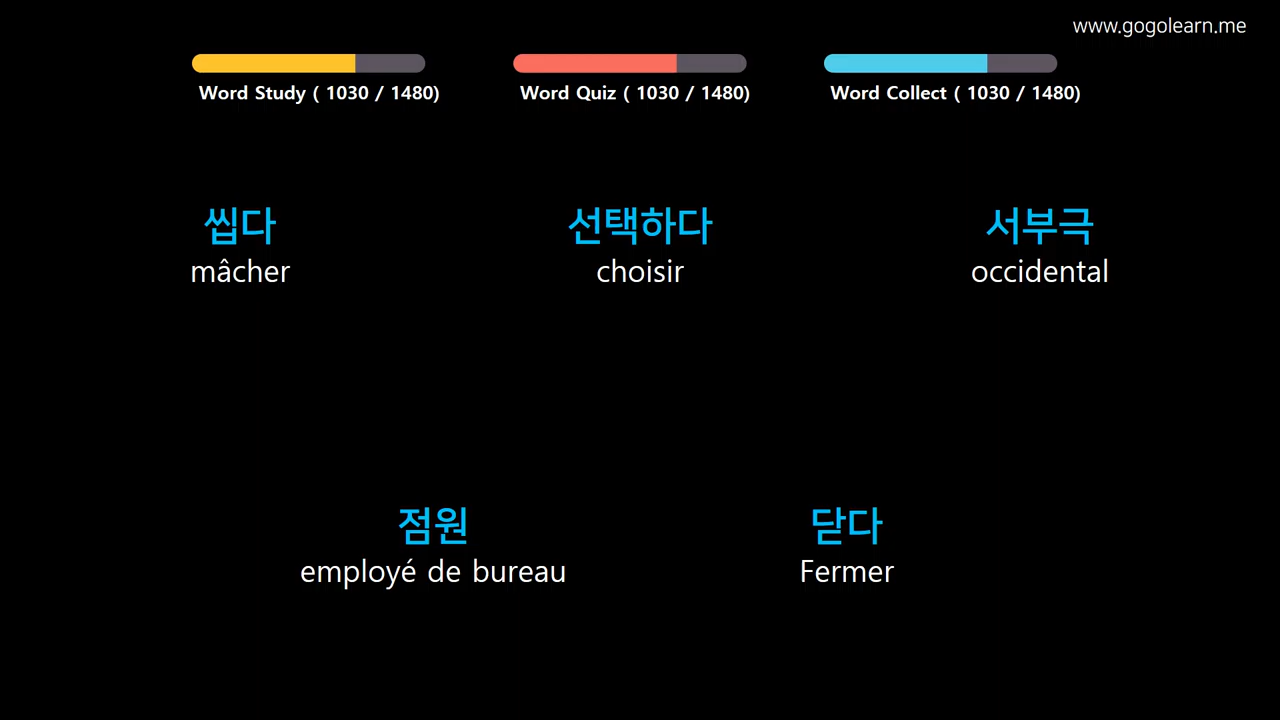 www.gogolearn.me
Word Study ( 1030 / 1480)
Word Quiz ( 1030 / 1480)
Word Collect ( 1030 / 1480)
씹다
mâcher
선택하다
choisir
서부극
occidental
점원
employé de bureau
닫다
Fermer